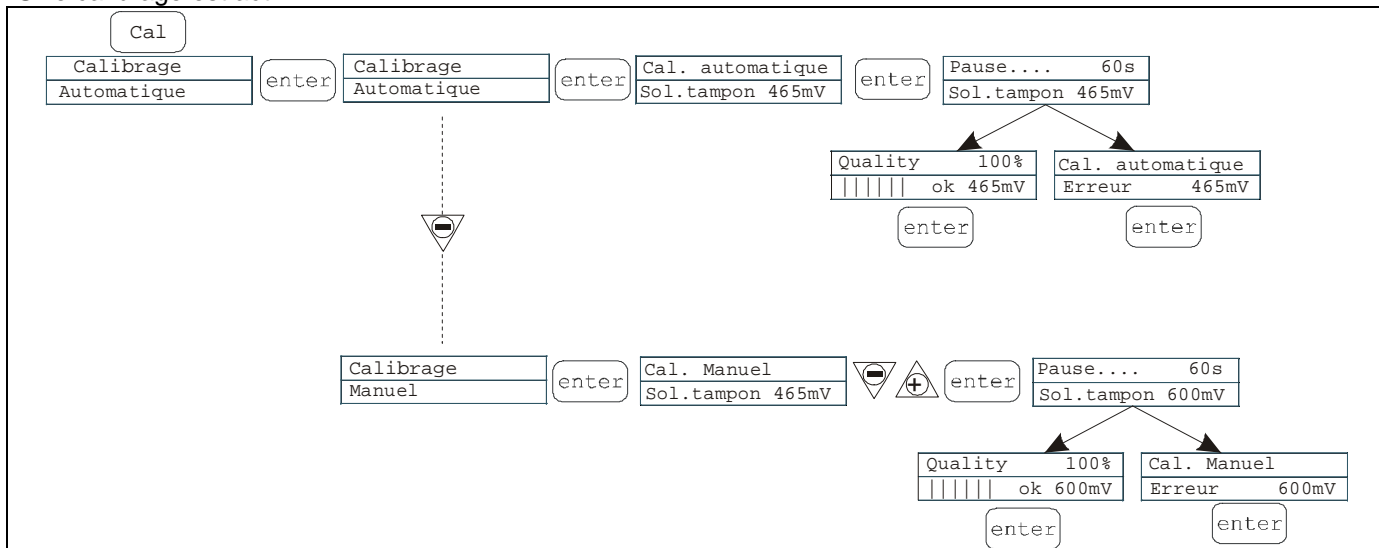 Cal
Calibrage
Automatique
enter
Calibrage
Automatique
enter
Cal. automatique
Sol.tampon 465mV
enter
Pause.... 60s
Sol.tampon 465mV
Quality 100%
|||||| ok 465mV
enter
Cal. automatique
Erreur 465mV
enter
Calibrage
Manuel
enter
Cal. Manuel
Sol.tampon 465mV
enter
Pause.... 60s
Sol.tampon 600mV
Quality 100%
|||||| ok 600mV
enter
Cal. Manuel
Erreur 600mV
enter